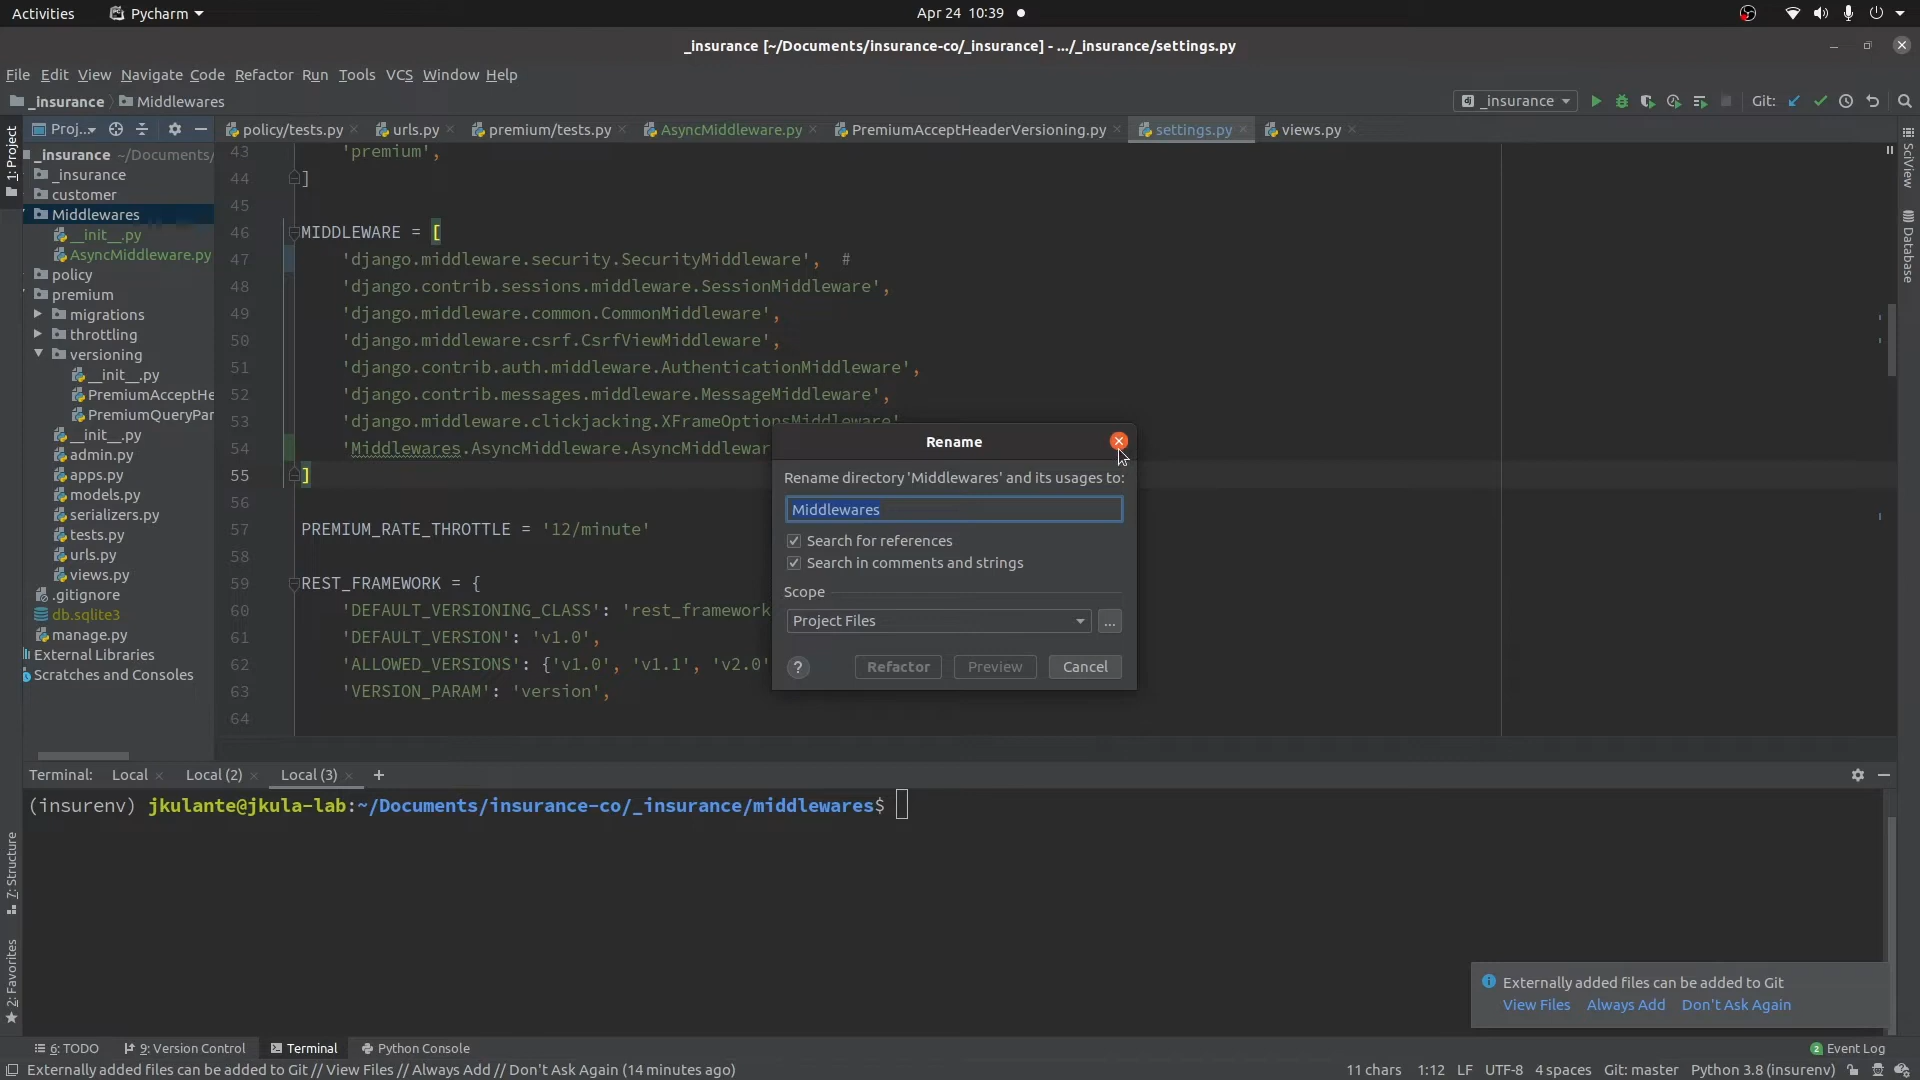 Activities
Pycharm
Apr 24 10:39
_insurance [~/Documents/insurance-co/_insurance] - .../_insurance/settings.py
File Edit View Navigate Code Refactor Run Tools VCS Window Help
_insurance
Middlewares
_insurance
Git:
1: Project
Proj...
policy/tests.py
urls.py
premium/tests.py
AsyncMiddleware.py
PremiumAcceptHeaderVersioning.py
settings.py
views.py
_insurance ~/Documents/
_insurance
customer
Middlewares
__init__.py
AsyncMiddleware.py
policy
premium
migrations
throttling
versioning
__init__.py
PremiumAcceptHe
PremiumQueryPar
__init__.py
admin.py
apps.py
models.py
serializers.py
tests.py
urls.py
views.py
.gitignore
db.sqlite3
manage.py
External Libraries
Scratches and Consoles
43 'premium',
44 ]
45
46 MIDDLEWARE = [
47 'django.middleware.security.SecurityMiddleware',  #
48 'django.contrib.sessions.middleware.SessionMiddleware',
49 'django.middleware.common.CommonMiddleware',
50 'django.middleware.csrf.CsrfViewMiddleware',
51 'django.contrib.auth.middleware.AuthenticationMiddleware',
52 'django.contrib.messages.middleware.MessageMiddleware',
53 'django.middleware.clickjacking.XFrameOptionsMiddleware'
54 'Middlewares.AsyncMiddleware.AsyncMiddlewar
55 ]
56
57 PREMIUM_RATE_THROTTLE = '12/minute'
58
59 REST_FRAMEWORK = {
60 'DEFAULT_VERSIONING_CLASS': 'rest_framework
61 'DEFAULT_VERSION': 'v1.0',
62 'ALLOWED_VERSIONS': {'v1.0', 'v1.1', 'v2.0'
63 'VERSION_PARAM': 'version',
64
Rename
Rename directory 'Middlewares' and its usages to:
Middlewares
Search for references
Search in comments and strings
Scope
Project Files
...
?
Refactor
Preview
Cancel
SciView
Database
Terminal:
Local
Local (2)
Local (3)
+
(insurenv) jkulante@jkula-lab:~/Documents/insurance-co/_insurance/middlewares$
7: Structure
2: Favorites
Externally added files can be added to Git
View Files Always Add Don't Ask Again
6: TODO
9: Version Control
Terminal
Python Console
2 Event Log
Externally added files can be added to Git // View Files // Always Add // Don't Ask Again (14 minutes ago)
11 chars 1:12 LF UTF-8 4 spaces Git: master Python 3.8 (insurenv)